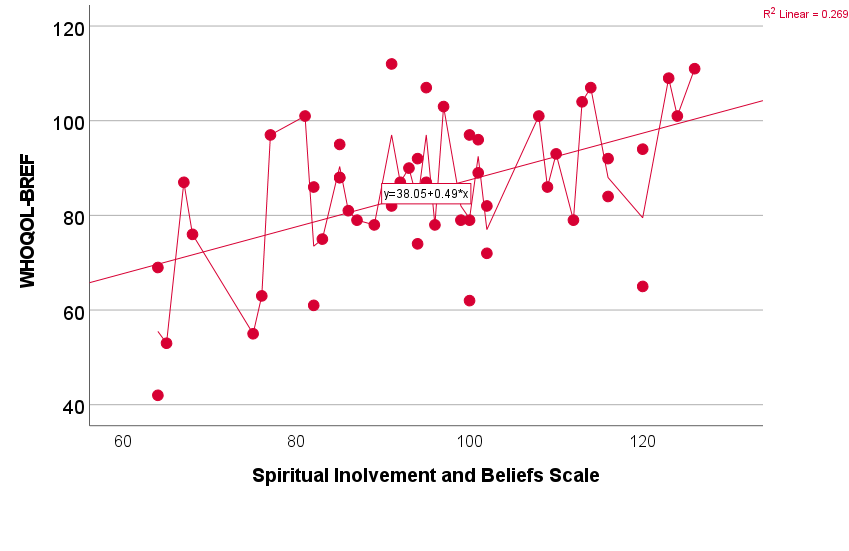 R2 Linear = 0.269
120
100
80
60
40
WHOQOL-BREF
y=38.05+0.49*x
60 80 100 120
Spiritual Inolvement and Beliefs Scale